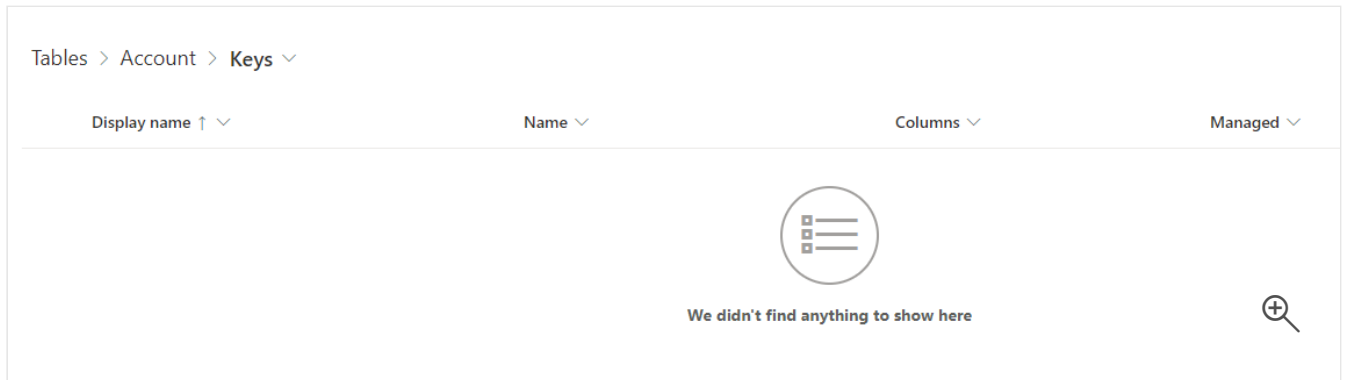 Tables > Account > Keys
Display name ↑ Name Columns Managed
We didn't find anything to show here